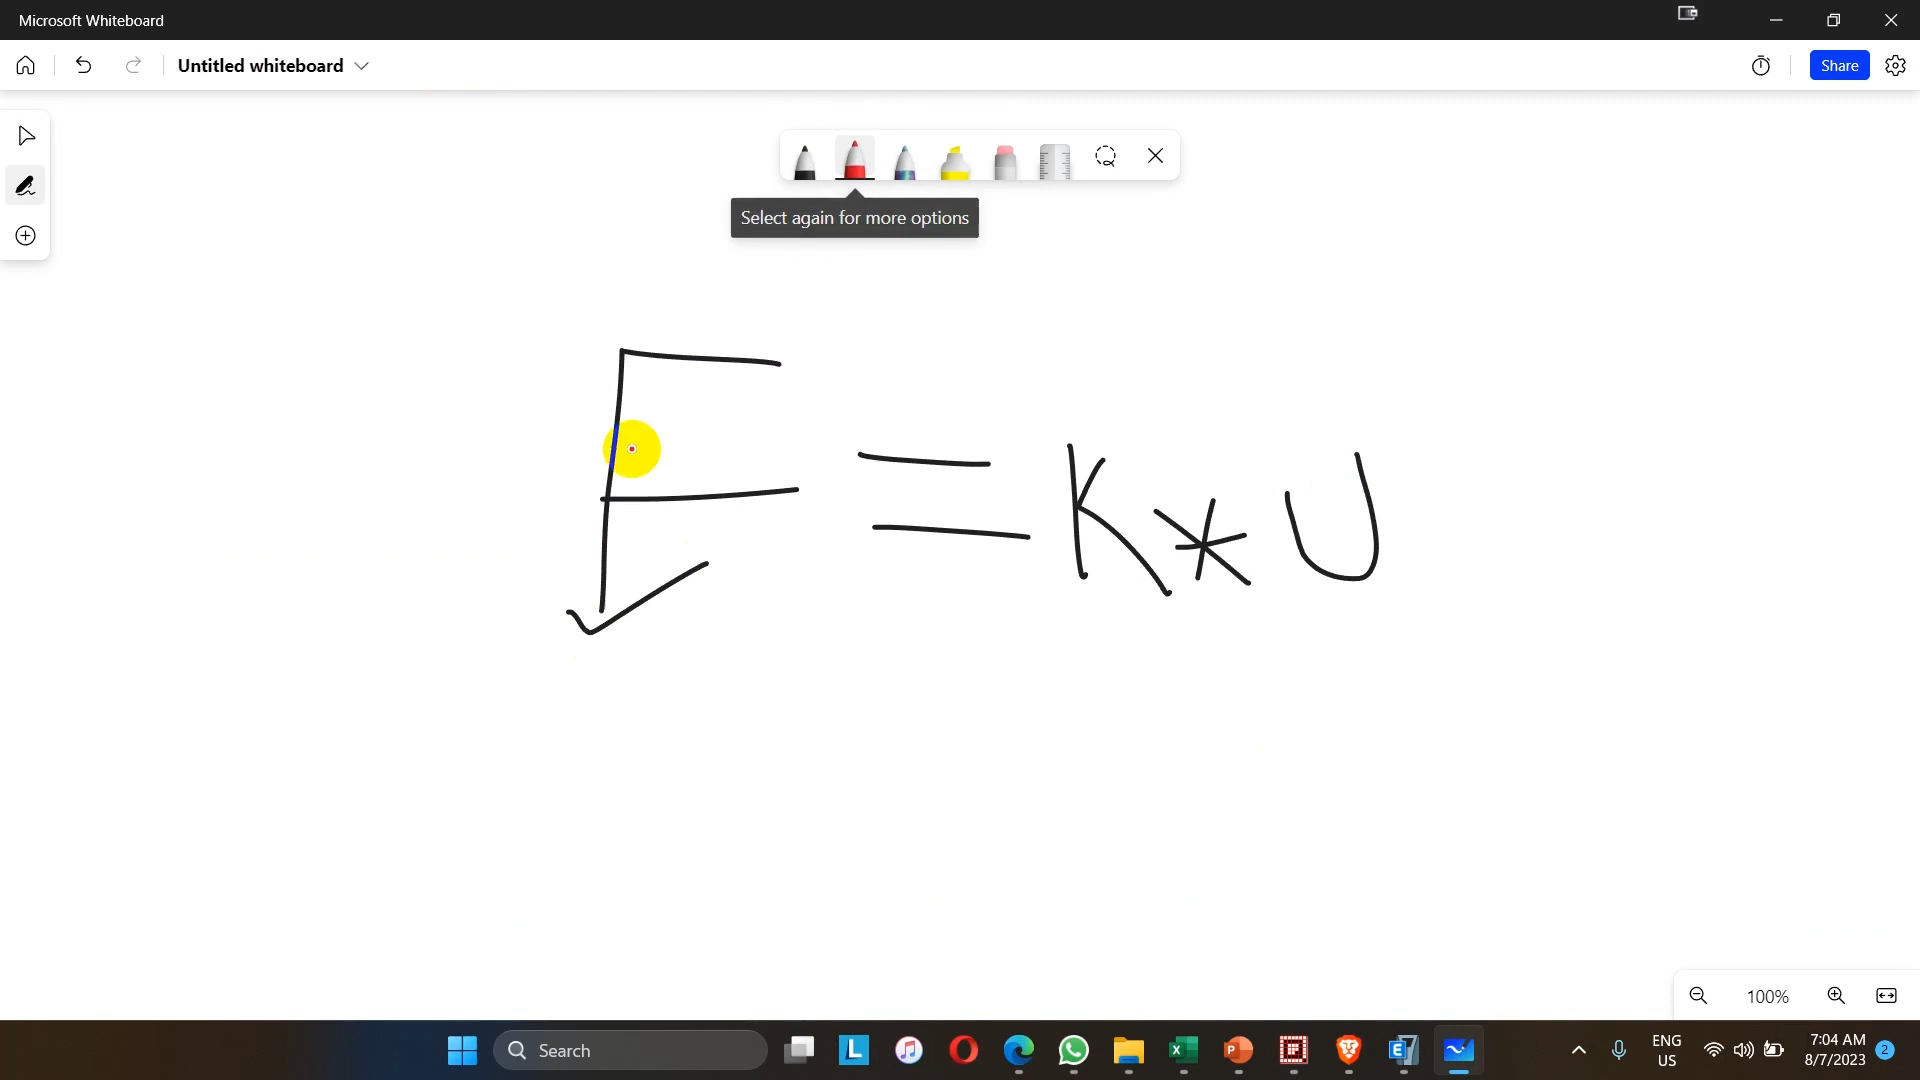 Microsoft Whiteboard
Untitled whiteboard
Share
Select again for more options
F = K * U
100%
Search
ENG
US
7:04 AM
8/7/2023
2